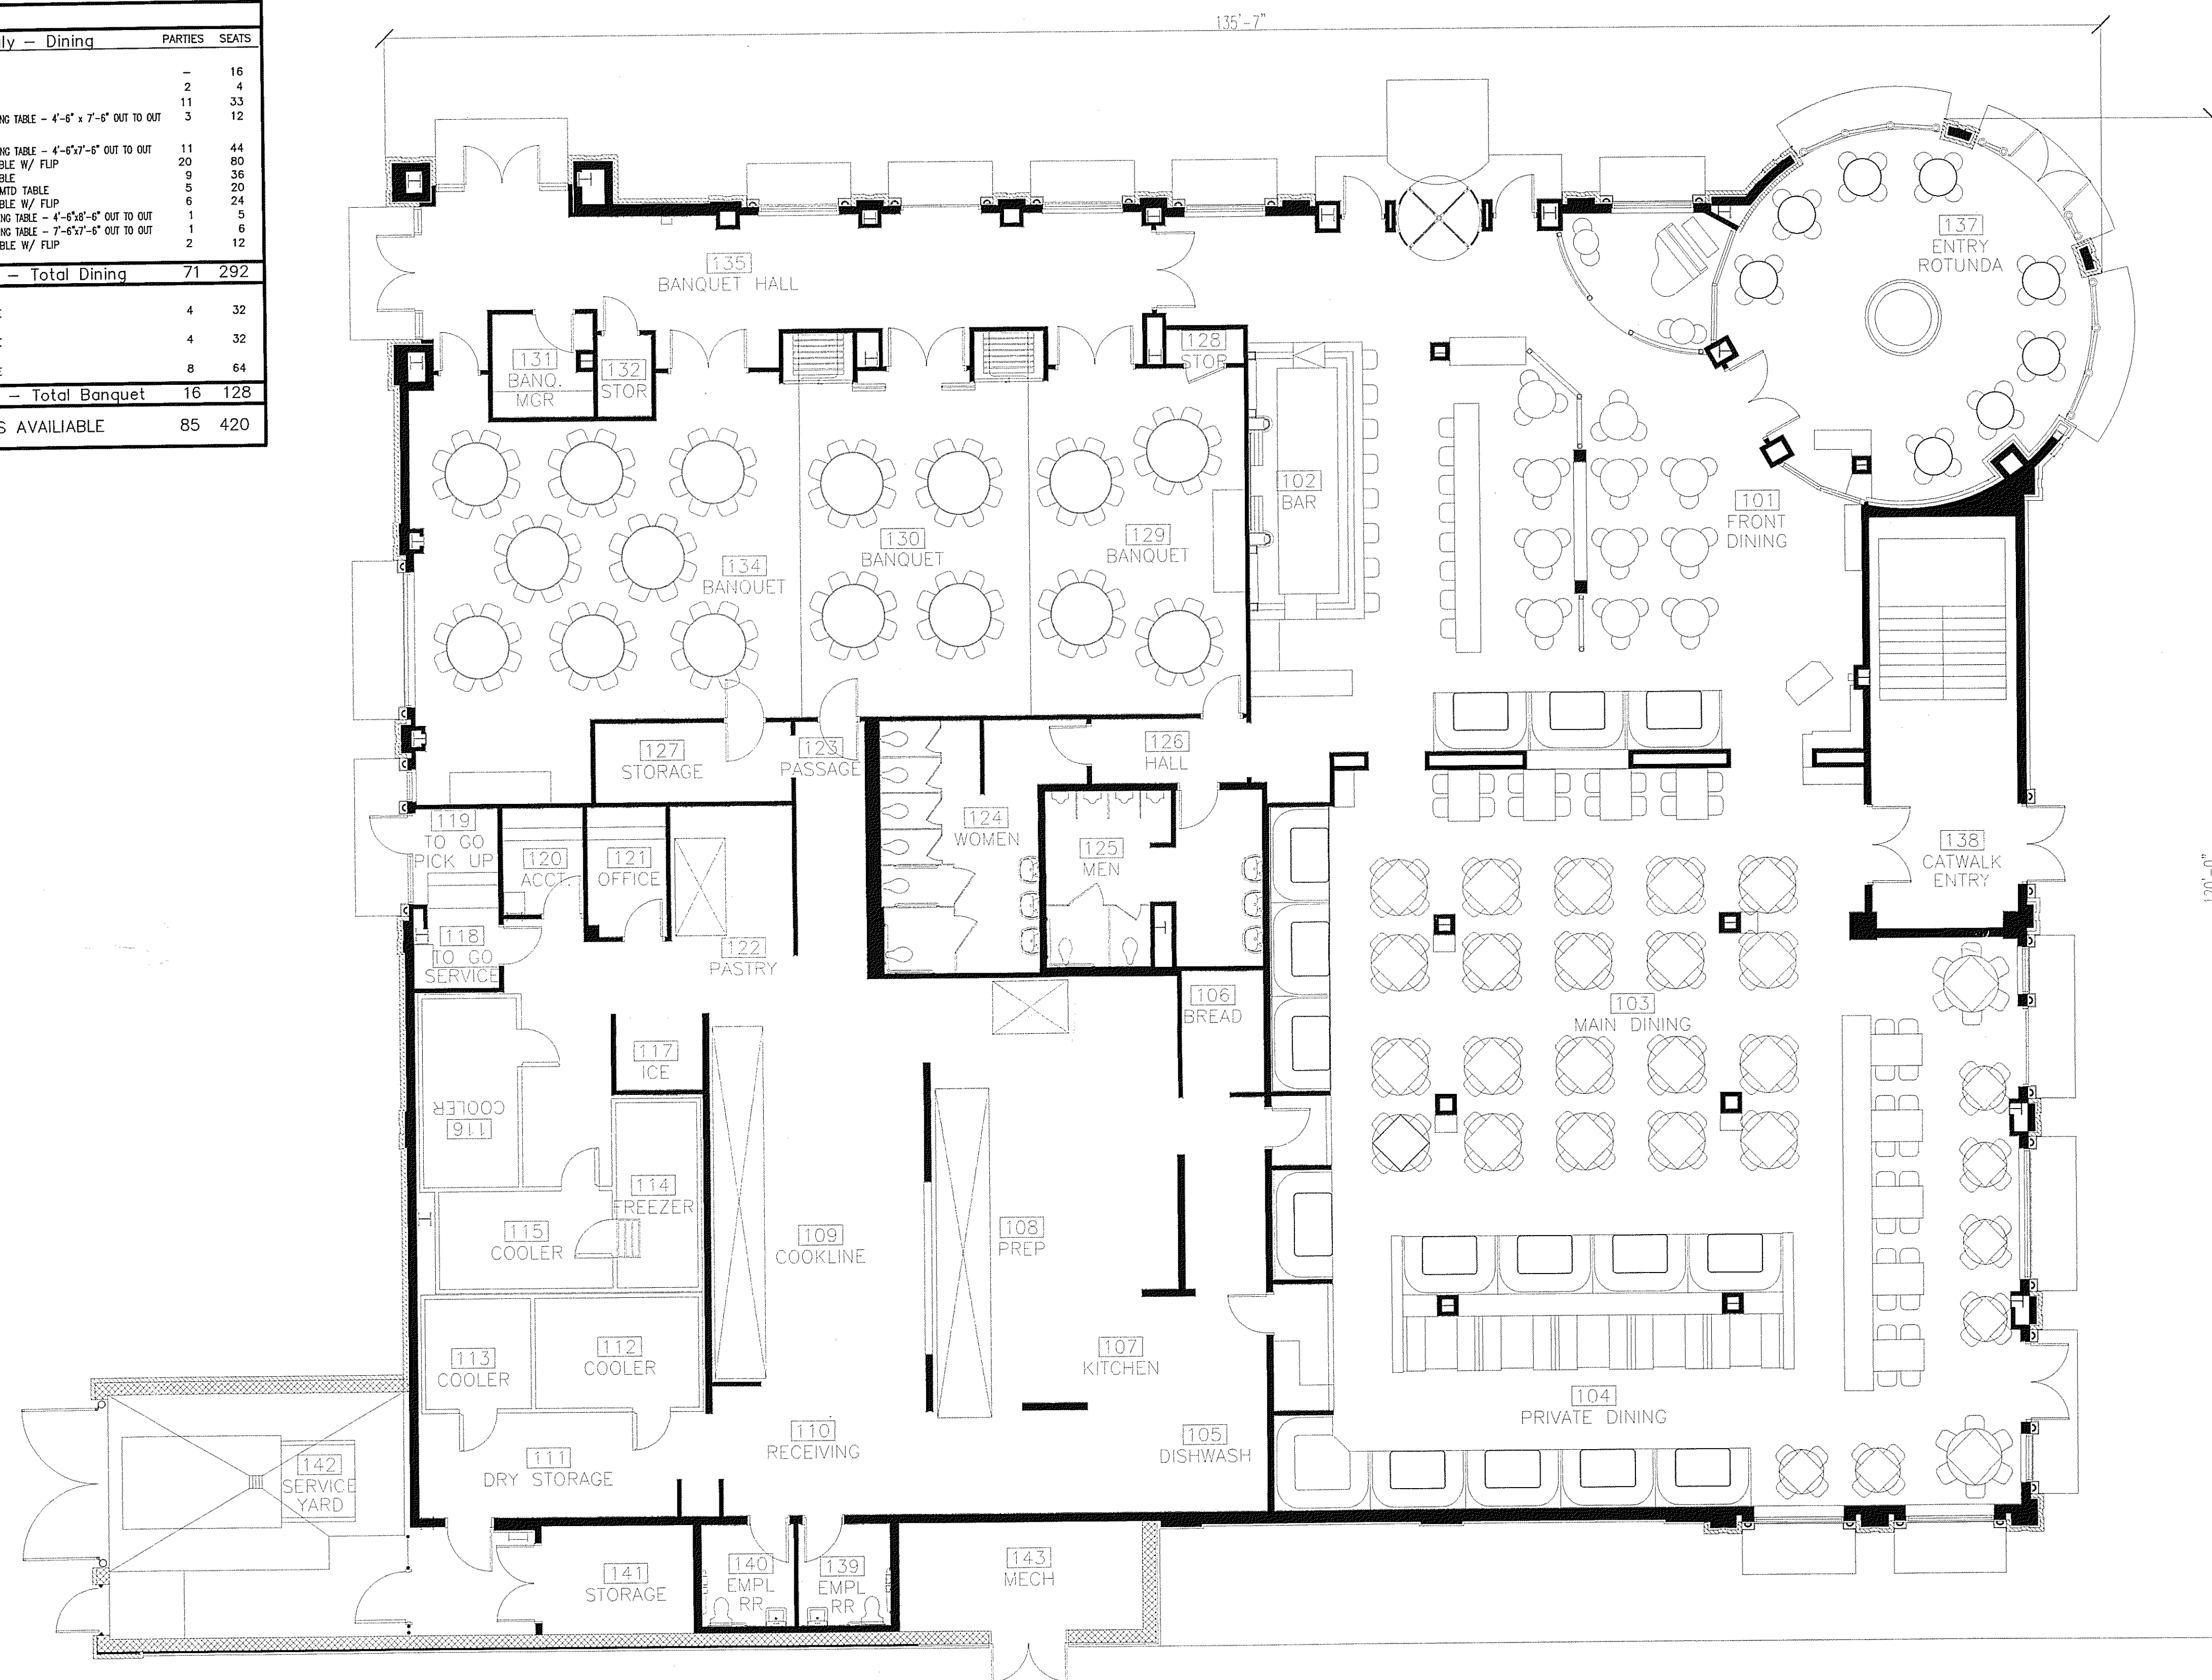 ly – Dining PARTIES SEATS
– 16
2 4
11 33
NG TABLE – 4'-6" x 7'-6" OUT TO OUT 3 12
NG TABLE – 4'-6"x7'-6" OUT TO OUT 11 44
BLE W/ FLIP 20 80
BLE 9 36
MTD TABLE 5 20
BLE W/ FLIP 6 24
NG TABLE – 4'-6"x8'-6" OUT TO OUT 1 5
NG TABLE – 7'-6"x7'-6" OUT TO OUT 1 6
BLE W/ FLIP 2 12
– Total Dining 71 292
E 4 32
E 4 32
E 8 64
– Total Banquet 16 128
S AVAILIABLE 85 420
135'-7"
120'-0"
137
ENTRY
ROTUNDA
135
BANQUET HALL
131
BANQ.
MGR
132
STOR
128
STOR
102
BAR
101
FRONT
DINING
134
BANQUET
130
BANQUET
129
BANQUET
127
STORAGE
123
PASSAGE
126
HALL
124
WOMEN
125
MEN
119
TO GO
PICK UP
120
ACCT.
121
OFFICE
122
PASTRY
118
TO GO
SERVICE
138
CATWALK
ENTRY
106
BREAD
103
MAIN DINING
117
ICE
116
COOLER
114
FREEZER
115
COOLER
109
COOKLINE
108
PREP
113
COOLER
112
COOLER
107
KITCHEN
104
PRIVATE DINING
110
RECEIVING
105
DISHWASH
111
DRY STORAGE
142
SERVICE
YARD
141
STORAGE
140
EMPL
RR
139
EMPL
RR
143
MECH